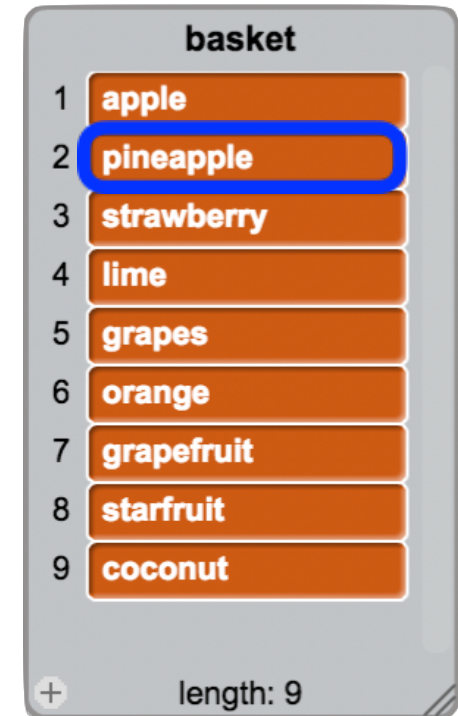 basket
1 apple
2 pineapple
3 strawberry
4 lime
5 grapes
6 orange
7 grapefruit
8 starfruit
9 coconut
+ length: 9